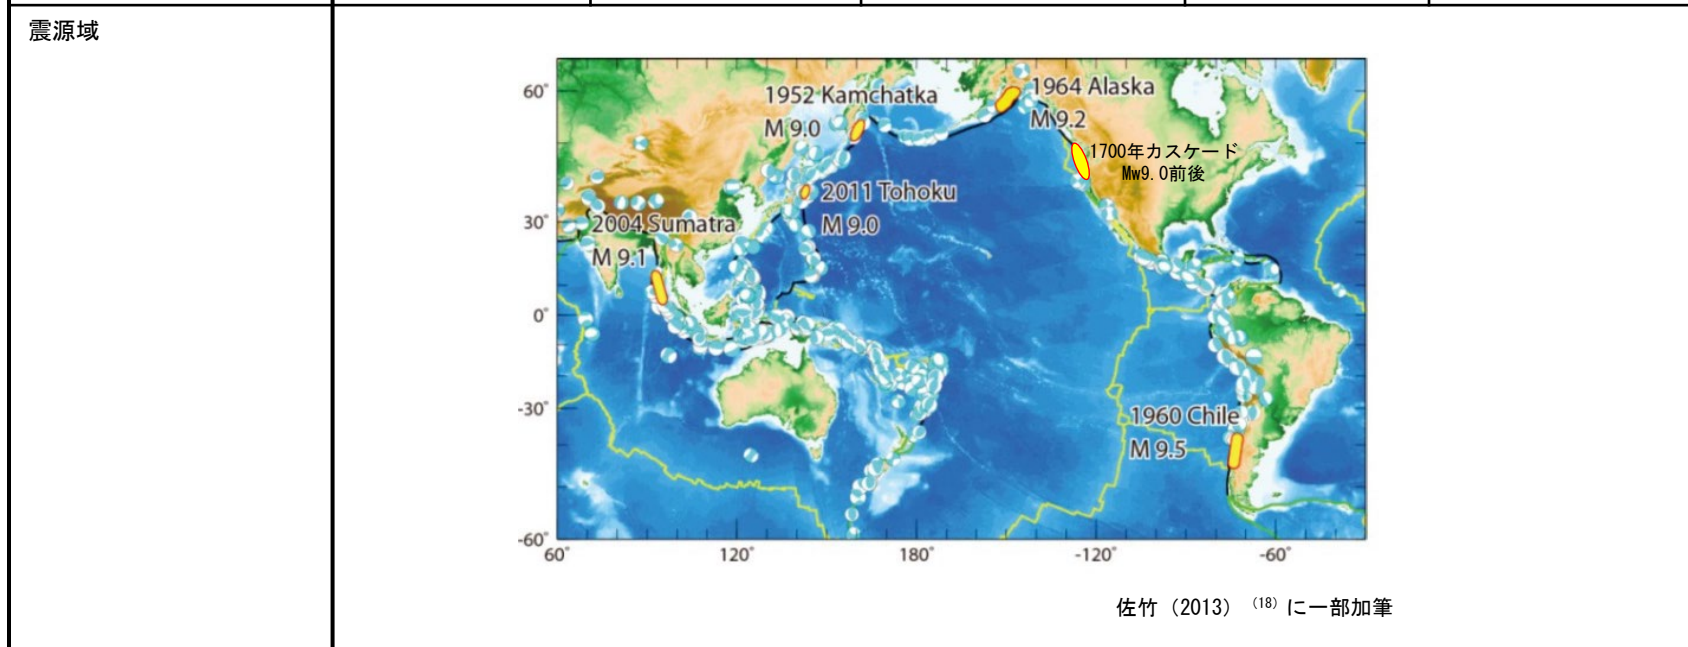 震源域
60°
1952 Kamchatka
M 9.0
1964 Alaska
M 9.2
1700年カスケード
Mw9.0前後
2011 Tohoku
M 9.0
30°
2004 Sumatra
M 9.1
0°
-30°
1960 Chile
M 9.5
-60°
60°
120°
180°
-120°
-60°
佐竹（2013）（18）に一部加筆